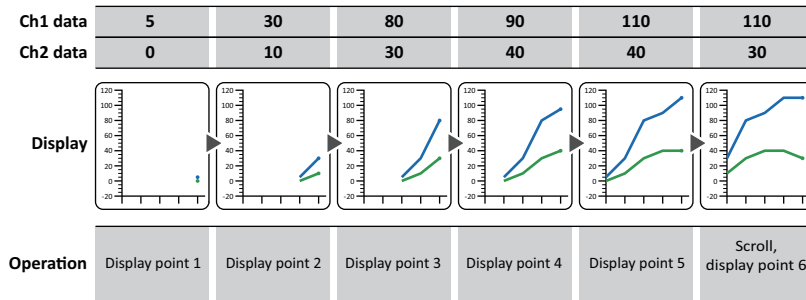 Ch1 data 5 30 80 90 110 110
Ch2 data 0 10 30 40 40 30
Display
120 120 120 120 120 120
100 100 100 100 100 100
80 80 80 80 80 80
60 60 60 60 60 60
40 40 40 40 40 40
20 20 20 20 20 20
0 0 0 0 0 0
-20 -20 -20 -20 -20 -20
Operation Display point 1 Display point 2 Display point 3 Display point 4 Display point 5 Scroll,
display point 6